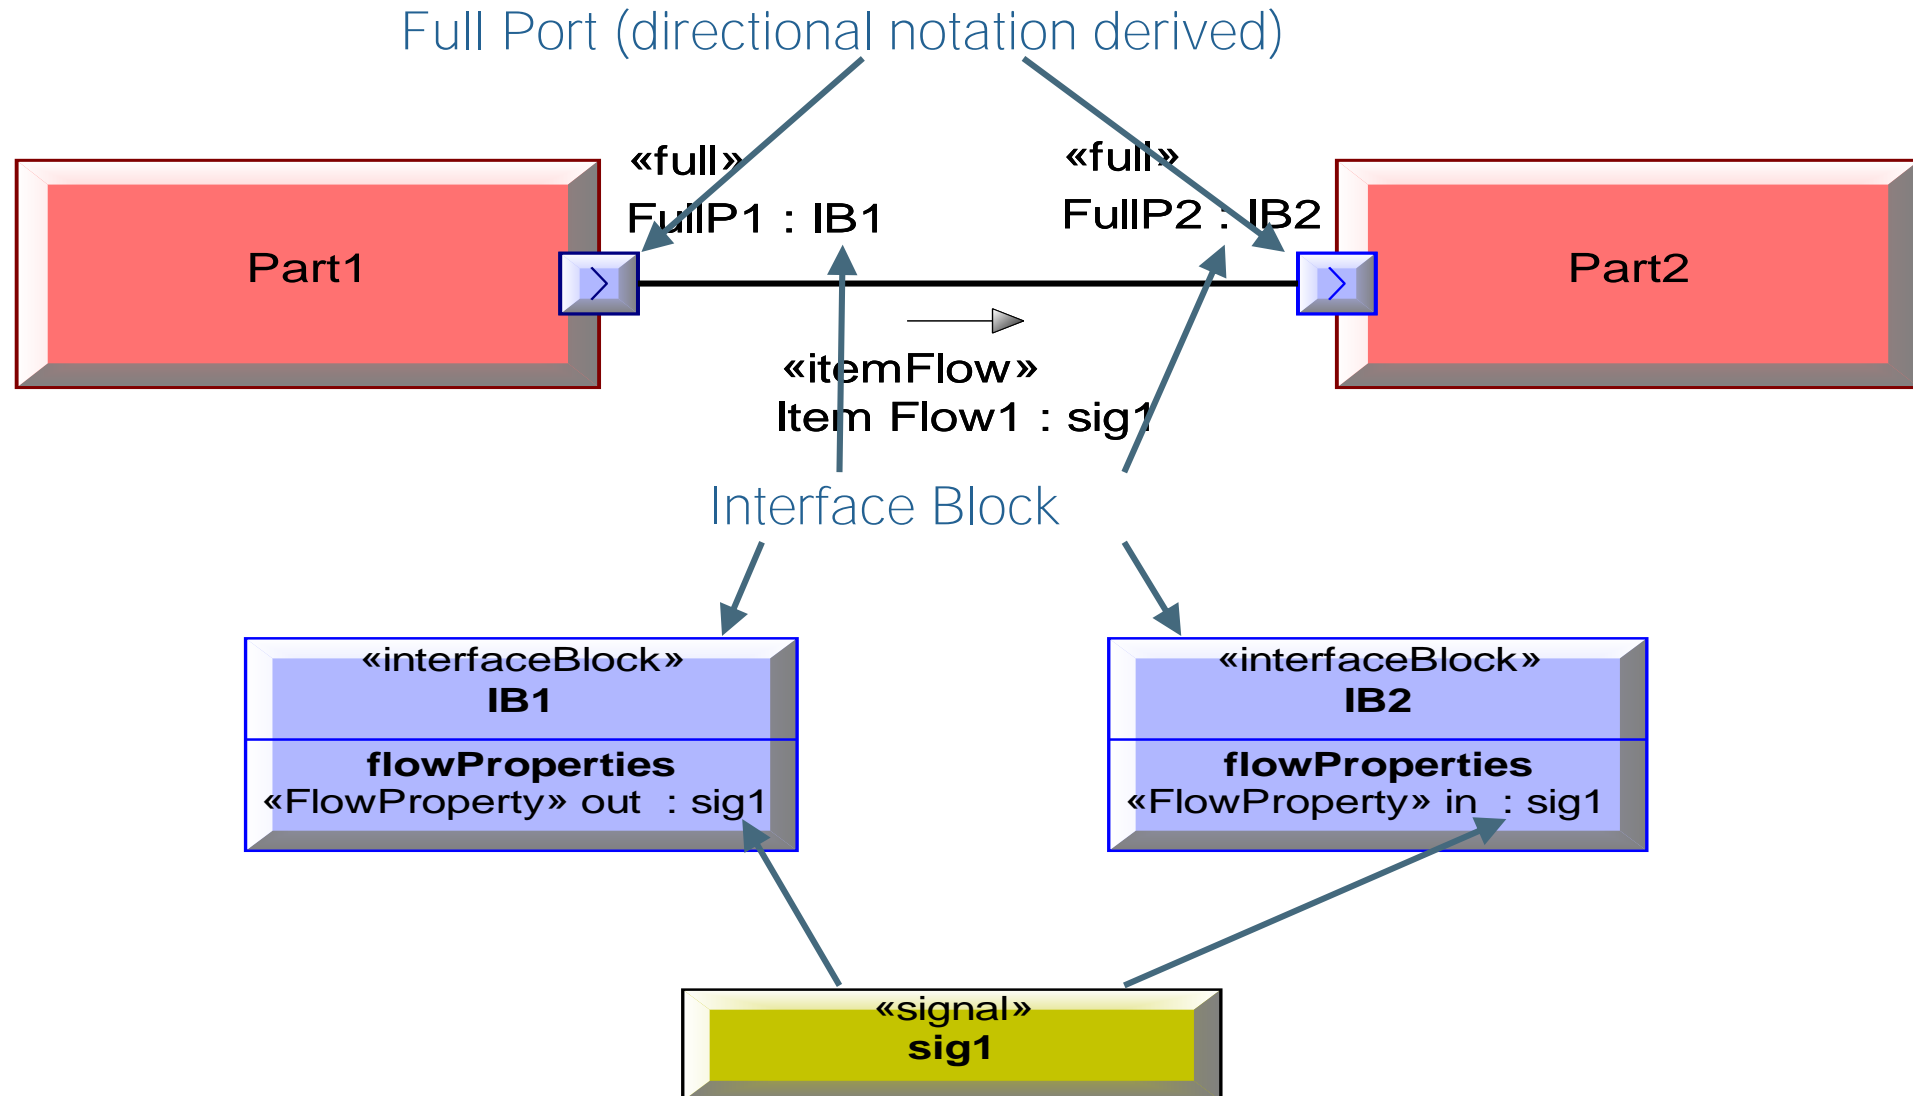 Full Port (directional notation derived)
«full»
FullP1 : IB1
«full»
FullP2 : IB2
Part1
Part2
«itemFlow»
Item Flow1 : sig1
Interface Block
«interfaceBlock»
IB1
flowProperties
«FlowProperty» out : sig1
«interfaceBlock»
IB2
flowProperties
«FlowProperty» in : sig1
«signal»
sig1